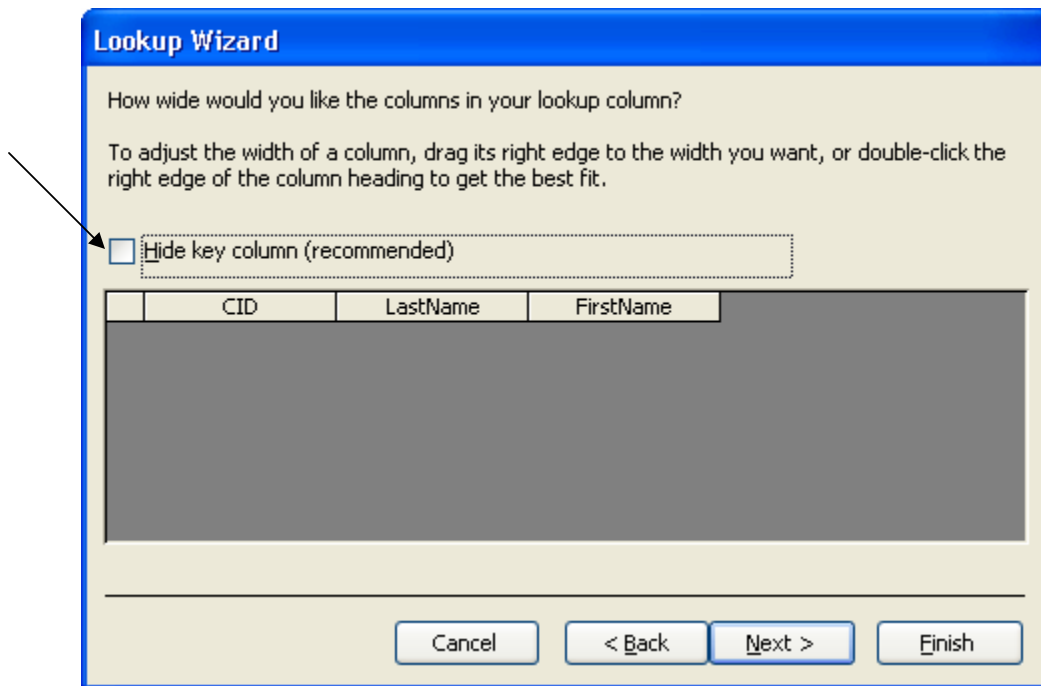 Lookup Wizard
How wide would you like the columns in your lookup column?
To adjust the width of a column, drag its right edge to the width you want, or double-click the
right edge of the column heading to get the best fit.
Hide key column (recommended)
CID LastName FirstName
Cancel < Back Next > Finish